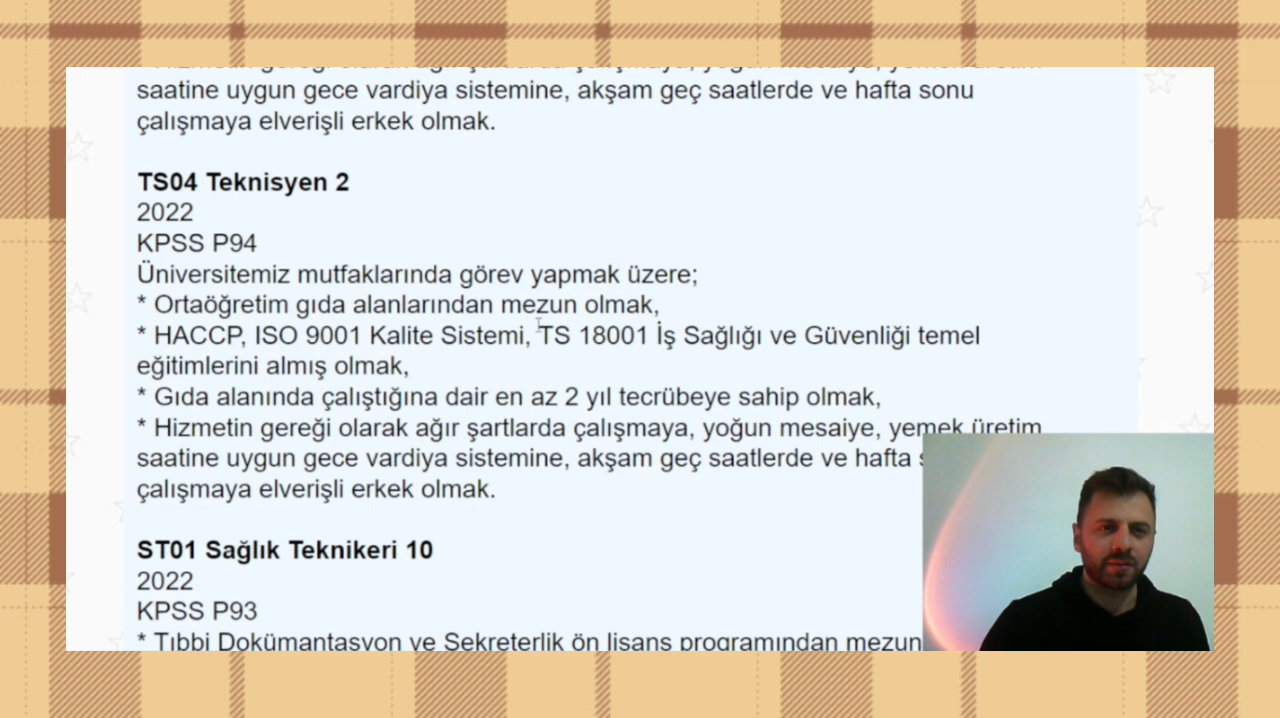 saatine uygun gece vardiya sistemine, akşam geç saatlerde ve hafta sonu
çalışmaya elverişli erkek olmak.
TS04 Teknisyen 2
2022
KPSS P94
Üniversitemiz mutfaklarında görev yapmak üzere;
* Ortaöğretim gıda alanlarından mezun olmak,
* HACCP, ISO 9001 Kalite Sistemi, TS 18001 İş Sağlığı ve Güvenliği temel
eğitimlerini almış olmak,
* Gıda alanında çalıştığına dair en az 2 yıl tecrübeye sahip olmak,
* Hizmetin gereği olarak ağır şartlarda çalışmaya, yoğun mesaiye, yemek üretim
saatine uygun gece vardiya sistemine, akşam geç saatlerde ve hafta
çalışmaya elverişli erkek olmak.
ST01 Sağlık Teknikeri 10
2022
KPSS P93
* Tıbbi Dokümantasyon ve Sekreterlik ön lisans programından mezun